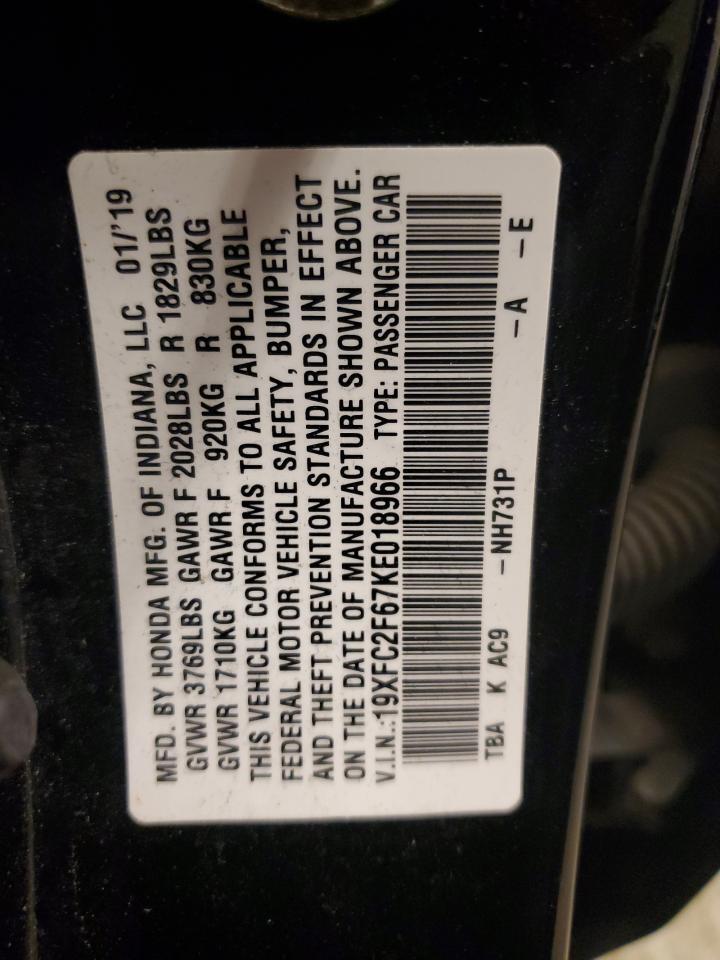 MFD. BY HONDA MFG. OF INDIANA, LLC 01/'19
GVWR 3769LBS GAWR F 2028LBS R 1829LBS
GVWR 1710KG GAWR F 920KG R 830KG
THIS VEHICLE CONFORMS TO ALL APPLICABLE
FEDERAL MOTOR VEHICLE SAFETY, BUMPER,
AND THEFT PREVENTION STANDARDS IN EFFECT
ON THE DATE OF MANUFACTURE SHOWN ABOVE.
V.I.N.:19XFC2F67KE018966 TYPE: PASSENGER CAR
TBA K AC9 –NH731P –A –E